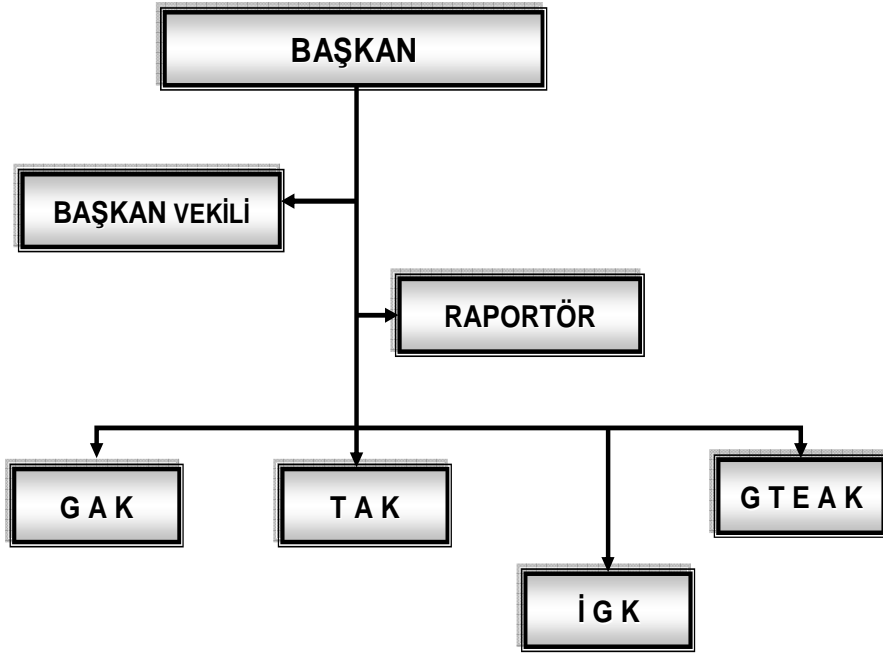 BAŞKAN
BAŞKAN VEKİLİ
RAPORTÖR
G A K
T A K
G T E A K
İ G K